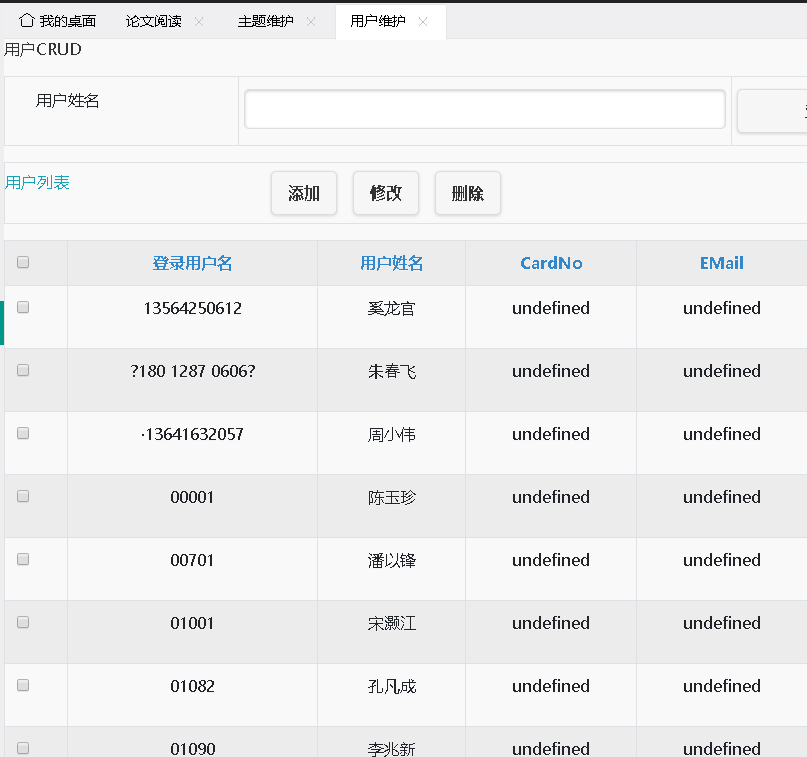 我的桌面 论文阅读 主题维护 用户维护
用户CRUD
用户姓名
用户列表 添加 修改 删除
登录用户名 用户姓名 CardNo EMail
13564250612 奚龙官 undefined undefined
?180 1287 0606? 朱春飞 undefined undefined
·13641632057 周小伟 undefined undefined
00001 陈玉珍 undefined undefined
00701 潘以锋 undefined undefined
01001 宋灏江 undefined undefined
01082 孔凡成 undefined undefined
01090 李兆新 undefined undefined